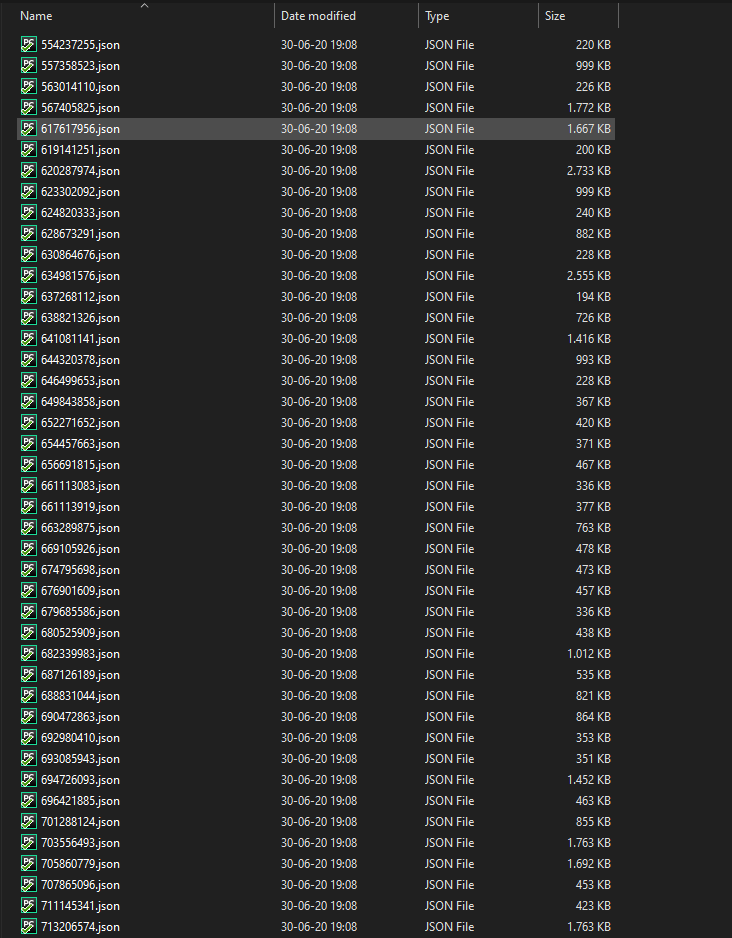 Name Date modified Type Size
554237255.json 30-06-20 19:08 JSON File 220 KB
557358523.json 30-06-20 19:08 JSON File 999 KB
563014110.json 30-06-20 19:08 JSON File 226 KB
567405825.json 30-06-20 19:08 JSON File 1.772 KB
617617956.json 30-06-20 19:08 JSON File 1.667 KB
619141251.json 30-06-20 19:08 JSON File 200 KB
620287974.json 30-06-20 19:08 JSON File 2.733 KB
623302092.json 30-06-20 19:08 JSON File 999 KB
624820333.json 30-06-20 19:08 JSON File 240 KB
628673291.json 30-06-20 19:08 JSON File 882 KB
630864676.json 30-06-20 19:08 JSON File 228 KB
634981576.json 30-06-20 19:08 JSON File 2.555 KB
637268112.json 30-06-20 19:08 JSON File 194 KB
638821326.json 30-06-20 19:08 JSON File 726 KB
641081141.json 30-06-20 19:08 JSON File 1.416 KB
644320378.json 30-06-20 19:08 JSON File 993 KB
646499653.json 30-06-20 19:08 JSON File 228 KB
649843858.json 30-06-20 19:08 JSON File 367 KB
652271652.json 30-06-20 19:08 JSON File 420 KB
654457663.json 30-06-20 19:08 JSON File 371 KB
656691815.json 30-06-20 19:08 JSON File 467 KB
661113083.json 30-06-20 19:08 JSON File 336 KB
661113919.json 30-06-20 19:08 JSON File 377 KB
663289875.json 30-06-20 19:08 JSON File 763 KB
669105926.json 30-06-20 19:08 JSON File 478 KB
674795698.json 30-06-20 19:08 JSON File 473 KB
676901609.json 30-06-20 19:08 JSON File 457 KB
679685586.json 30-06-20 19:08 JSON File 336 KB
680525909.json 30-06-20 19:08 JSON File 438 KB
682339983.json 30-06-20 19:08 JSON File 1.012 KB
687126189.json 30-06-20 19:08 JSON File 535 KB
688831044.json 30-06-20 19:08 JSON File 821 KB
690472863.json 30-06-20 19:08 JSON File 864 KB
692980410.json 30-06-20 19:08 JSON File 353 KB
693085943.json 30-06-20 19:08 JSON File 351 KB
694726093.json 30-06-20 19:08 JSON File 1.452 KB
696421885.json 30-06-20 19:08 JSON File 463 KB
701288124.json 30-06-20 19:08 JSON File 855 KB
703556493.json 30-06-20 19:08 JSON File 1.763 KB
705860779.json 30-06-20 19:08 JSON File 1.692 KB
707865096.json 30-06-20 19:08 JSON File 453 KB
711145341.json 30-06-20 19:08 JSON File 423 KB
713206574.json 30-06-20 19:08 JSON File 1.763 KB